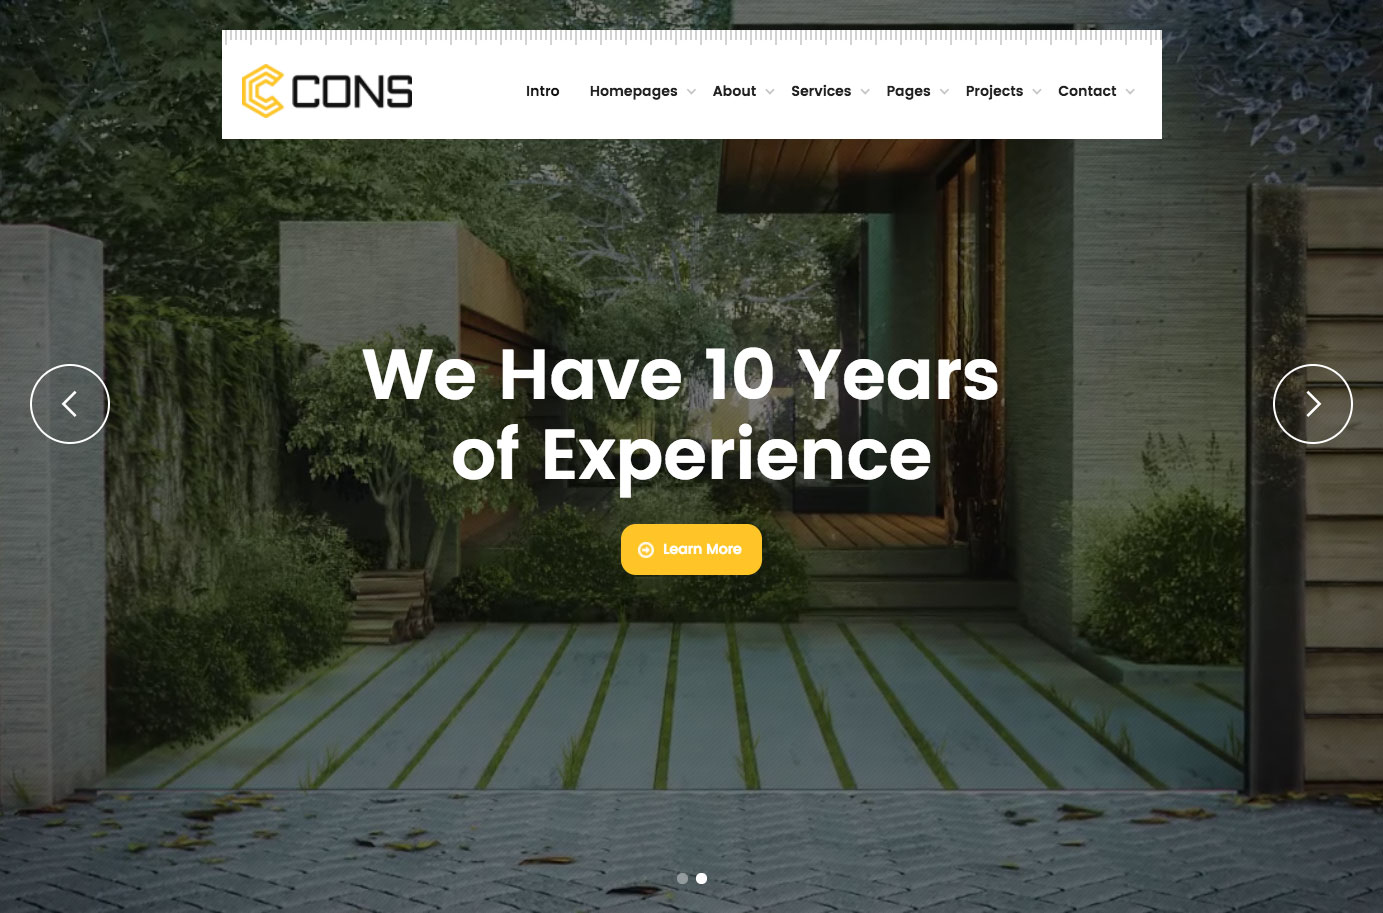 CONS
Intro Homepages About Services Pages Projects Contact
We Have 10 Years
of Experience
Learn More